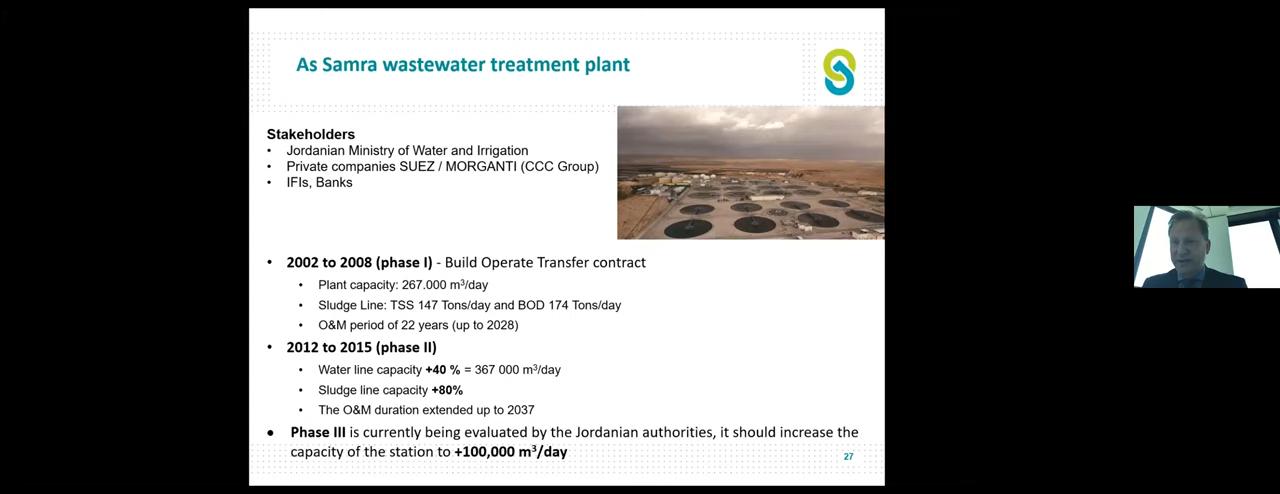 As Samra wastewater treatment plant
Stakeholders
• Jordanian Ministry of Water and Irrigation
• Private companies SUEZ / MORGANTI (CCC Group)
• IFIs, Banks
• 2002 to 2008 (phase I) - Build Operate Transfer contract
• Plant capacity: 267.000 m³/day
• Sludge Line: TSS 147 Tons/day and BOD 174 Tons/day
• O&M period of 22 years (up to 2028)
• 2012 to 2015 (phase II)
• Water line capacity +40 % = 367 000 m³/day
• Sludge line capacity +80%
• The O&M duration extended up to 2037
• Phase III is currently being evaluated by the Jordanian authorities, it should increase the
capacity of the station to +100,000 m³/day
27